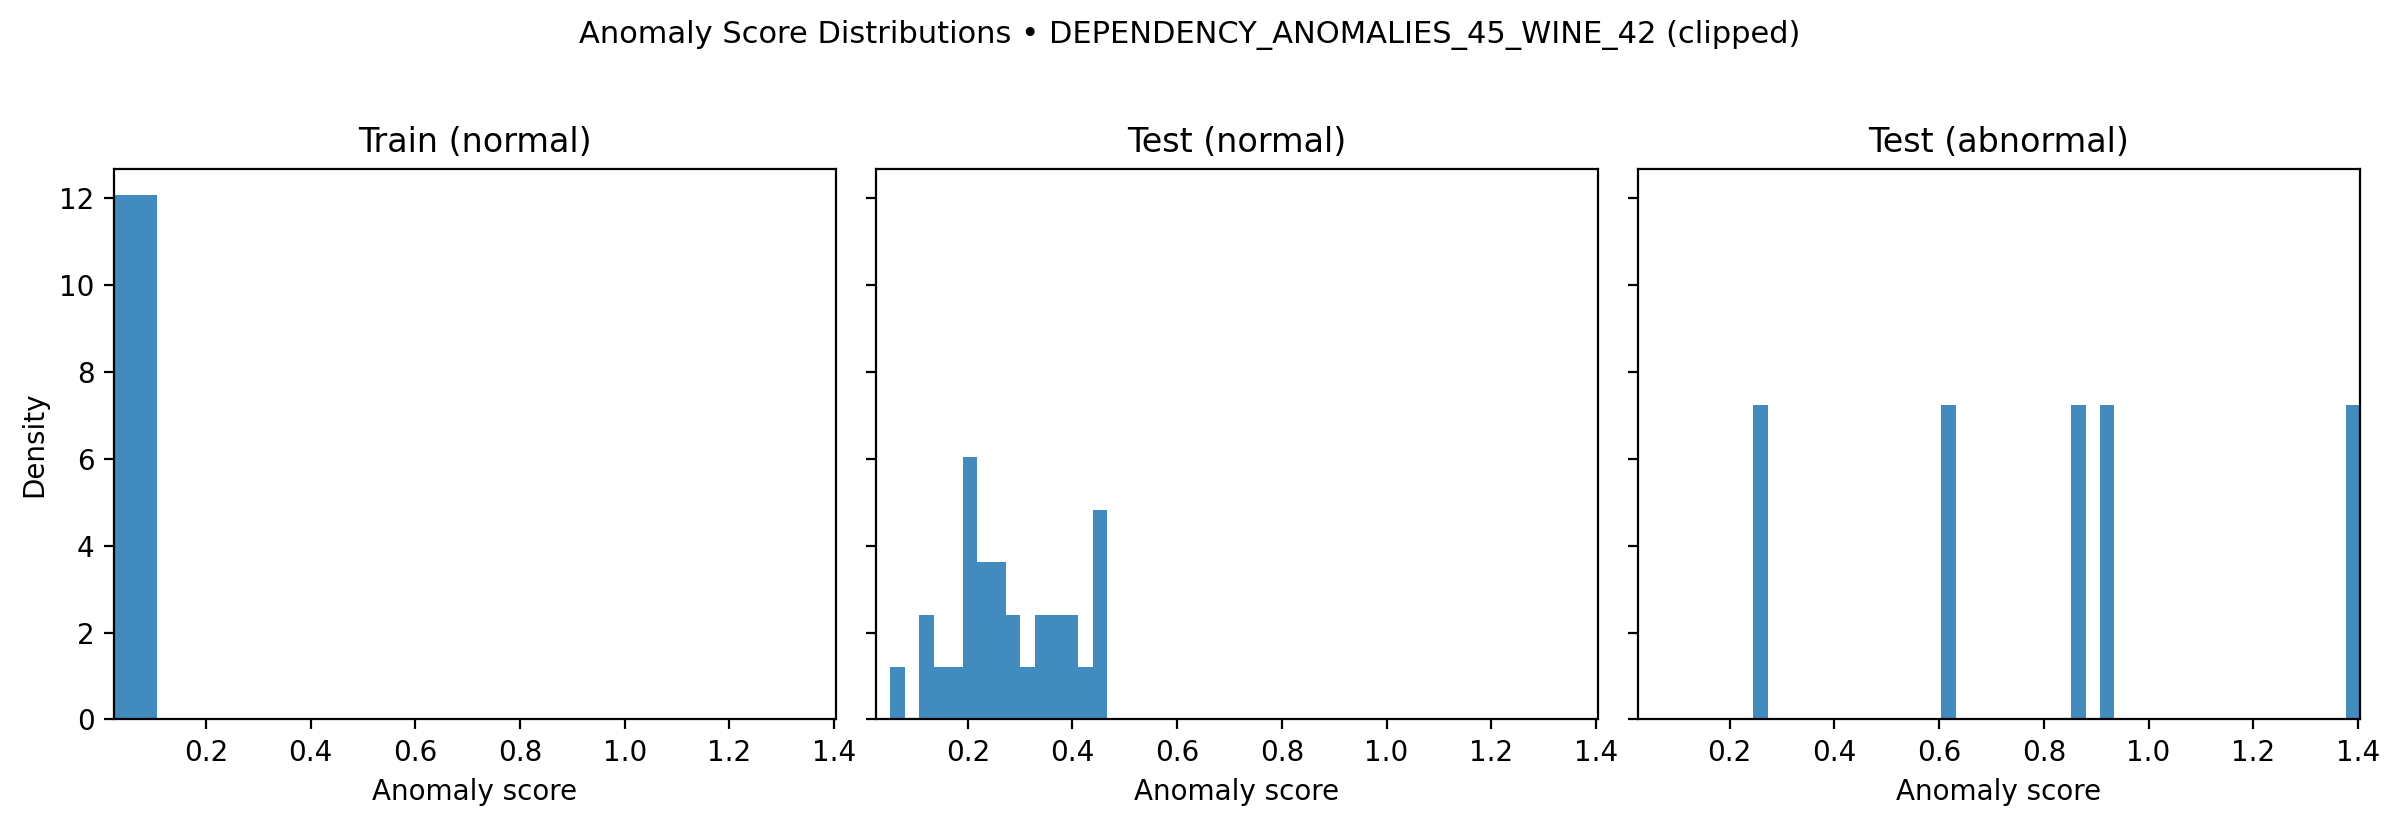 Anomaly Score Distributions • DEPENDENCY_ANOMALIES_45_WINE_42 (clipped)
Train (normal)
Test (normal)
Test (abnormal)
Density
12
10
8
6
4
2
0
0.2 0.4 0.6 0.8 1.0 1.2 1.4
0.2 0.4 0.6 0.8 1.0 1.2 1.4
0.2 0.4 0.6 0.8 1.0 1.2 1.4
Anomaly score
Anomaly score
Anomaly score